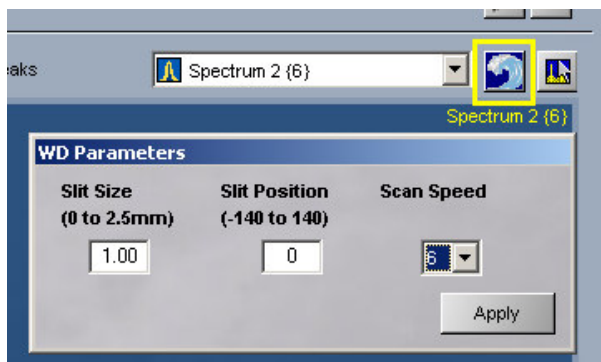 eaks
Spectrum 2 {6}
Spectrum 2 {6}
WD Parameters
Slit Size Slit Position Scan Speed
(0 to 2.5mm) (-140 to 140)
1.00 0 6
Apply